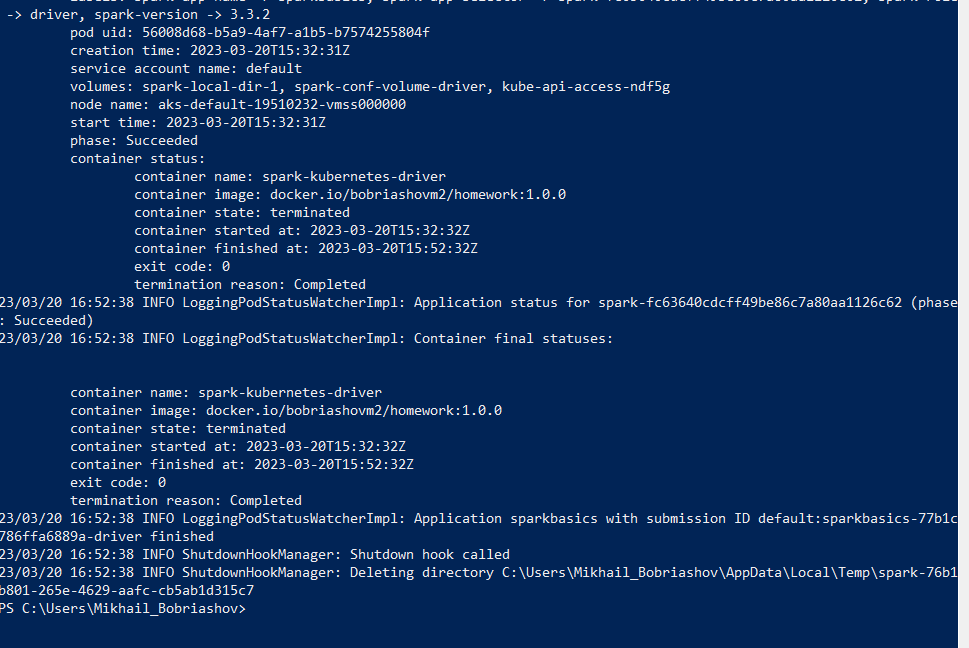 -> driver, spark-version -> 3.3.2
pod uid: 56008d68-b5a9-4af7-a1b5-b7574255804f
creation time: 2023-03-20T15:32:31Z
service account name: default
volumes: spark-local-dir-1, spark-conf-volume-driver, kube-api-access-ndf5g
node name: aks-default-19510232-vmss000000
start time: 2023-03-20T15:32:31Z
phase: Succeeded
container status:
container name: spark-kubernetes-driver
container image: docker.io/bobriashovm2/homework:1.0.0
container state: terminated
container started at: 2023-03-20T15:32:32Z
container finished at: 2023-03-20T15:52:32Z
exit code: 0
termination reason: Completed
23/03/20 16:52:38 INFO LoggingPodStatusWatcherImpl: Application status for spark-fc63640cdcff49be86c7a80aa1126c62 (phase
: Succeeded)
23/03/20 16:52:38 INFO LoggingPodStatusWatcherImpl: Container final statuses:
container name: spark-kubernetes-driver
container image: docker.io/bobriashovm2/homework:1.0.0
container state: terminated
container started at: 2023-03-20T15:32:32Z
container finished at: 2023-03-20T15:52:32Z
exit code: 0
termination reason: Completed
23/03/20 16:52:38 INFO LoggingPodStatusWatcherImpl: Application sparkbasics with submission ID default:sparkbasics-77b1c
786ffa6889a-driver finished
23/03/20 16:52:38 INFO ShutdownHookManager: Shutdown hook called
23/03/20 16:52:38 INFO ShutdownHookManager: Deleting directory C:\Users\Mikhail_Bobriashov\AppData\Local\Temp\spark-76b1
b801-265e-4629-aafc-cb5ab1d315c7
PS C:\Users\Mikhail_Bobriashov>